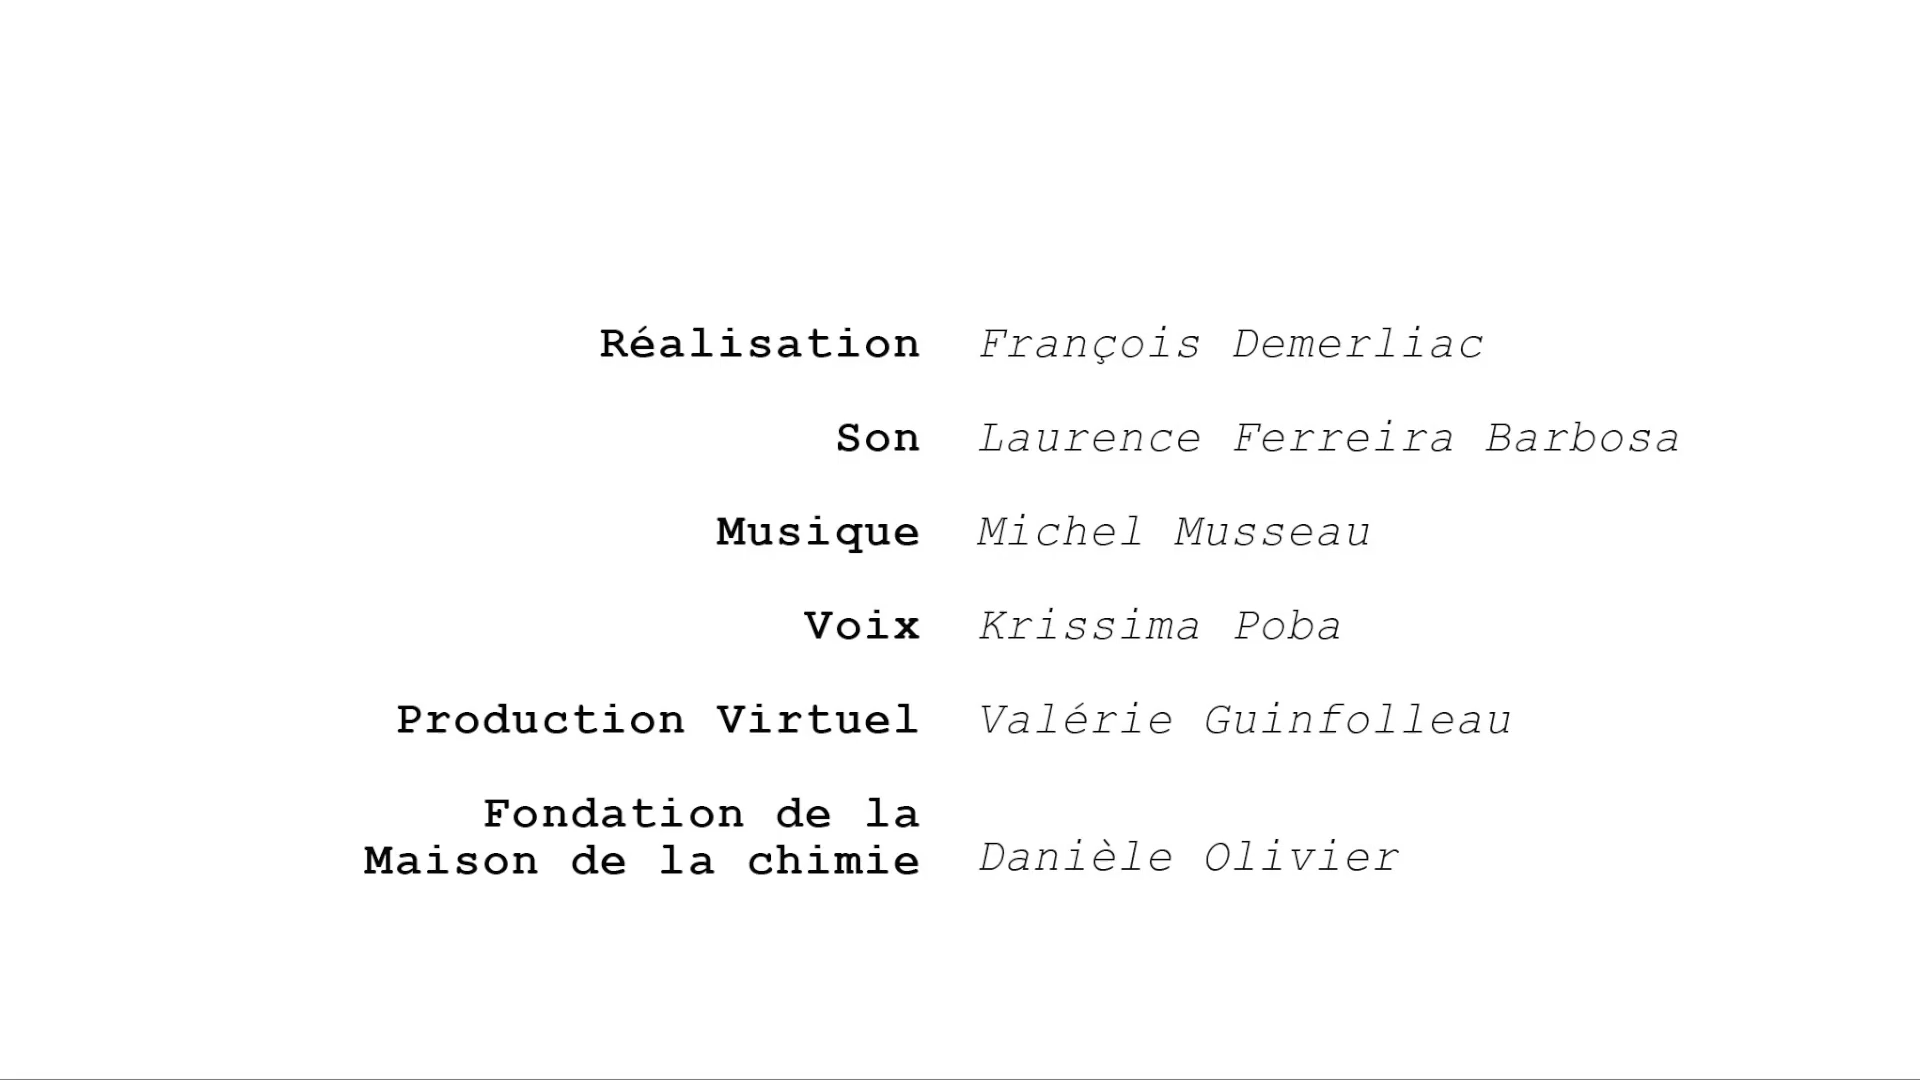 Réalisation François Demerliac
Son Laurence Ferreira Barbosa
Musique Michel Musseau
Voix Krissima Poba
Production Virtuel Valérie Guinfolleau
Fondation de la
Maison de la chimie Danièle Olivier